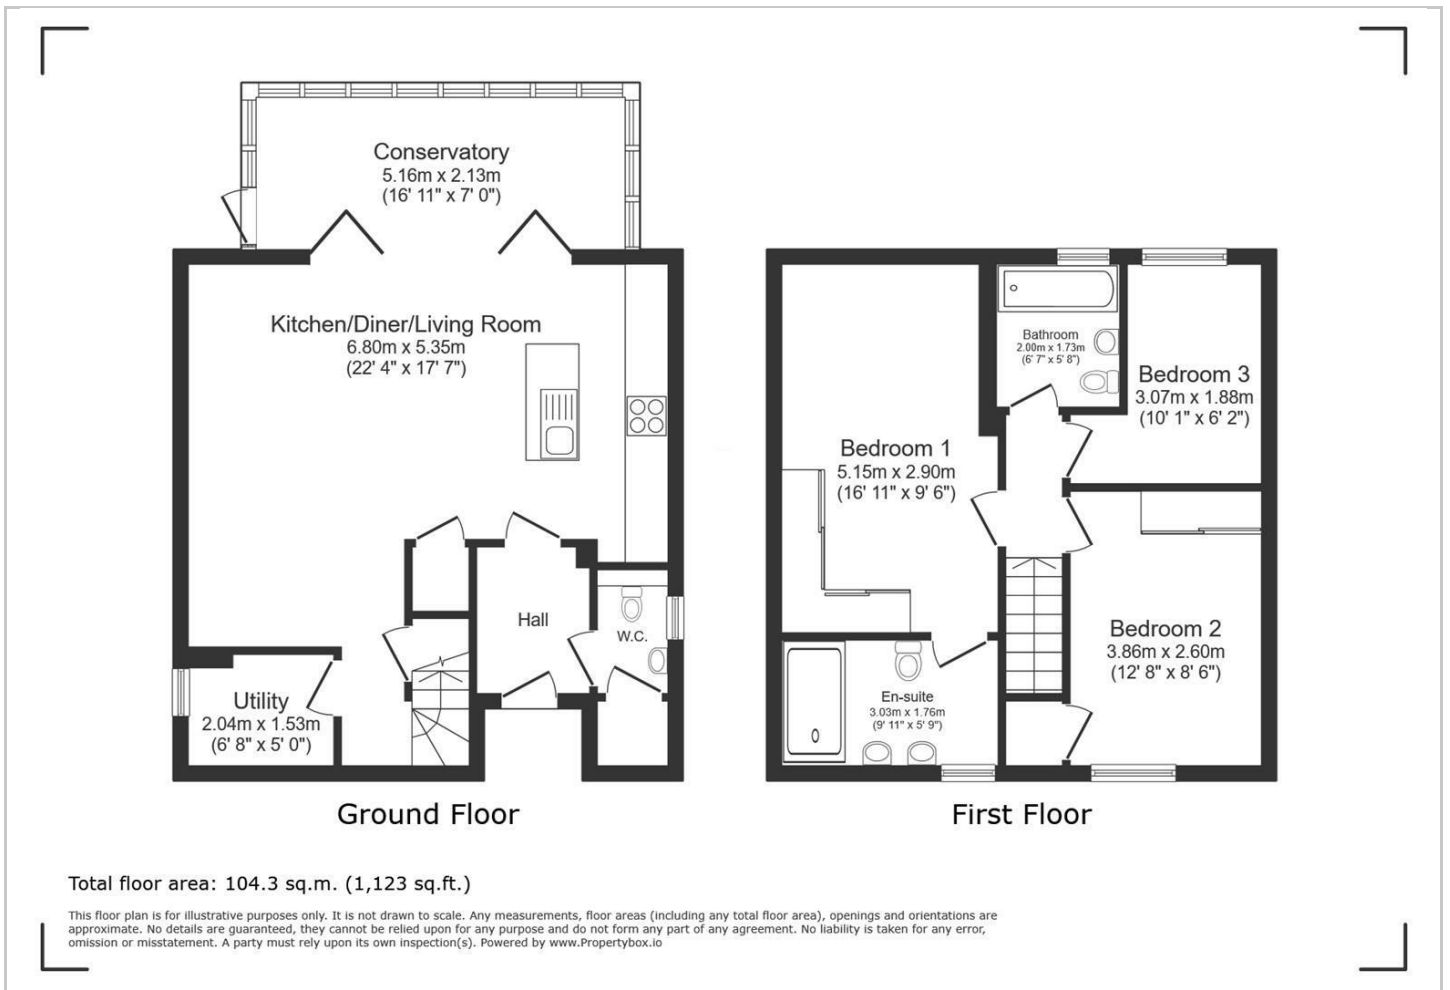 Conservatory
5.16m x 2.13m
(16' 11" x 7' 0")
Kitchen/Diner/Living Room
6.80m x 5.35m
(22' 4" x 17' 7")
Hall
W.C.
Utility
2.04m x 1.53m
(6' 8" x 5' 0")
Ground Floor
Bathroom
2.00m x 1.73m
(6' 7" x 5' 8")
Bedroom 3
3.07m x 1.88m
(10' 1" x 6' 2")
Bedroom 1
5.15m x 2.90m
(16' 11" x 9' 6")
Bedroom 2
3.86m x 2.60m
(12' 8" x 8' 6")
En-suite
3.03m x 1.76m
(9' 11" x 5' 9")
First Floor
Total floor area: 104.3 sq.m. (1,123 sq.ft.)
This floor plan is for illustrative purposes only. It is not drawn to scale. Any measurements, floor areas (including any total floor area), openings and orientations are
approximate. No details are guaranteed, they cannot be relied upon for any purpose and do not form any part of any agreement. No liability is taken for any error,
omission or misstatement. A party must rely upon its own inspection(s). Powered by www.Propertybox.io